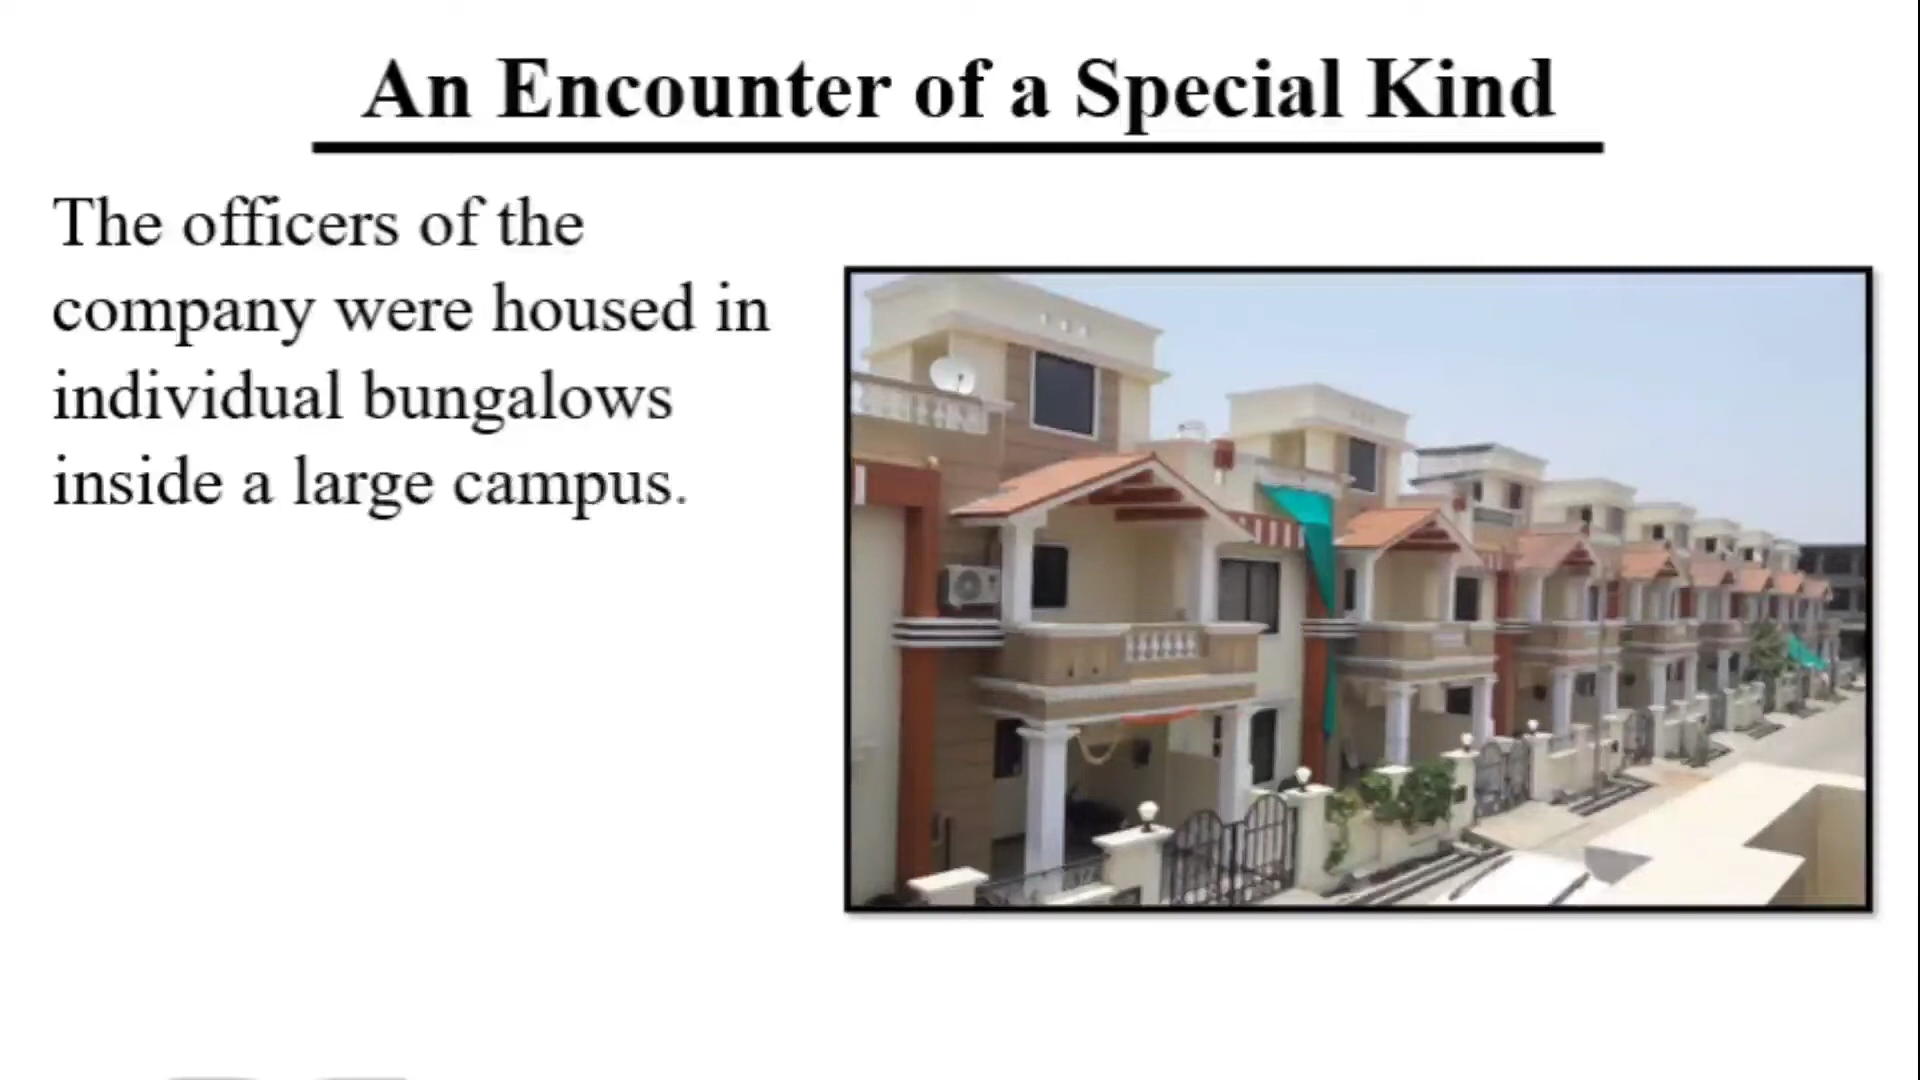 An Encounter of a Special Kind
The officers of the
company were housed in
individual bungalows
inside a large campus.